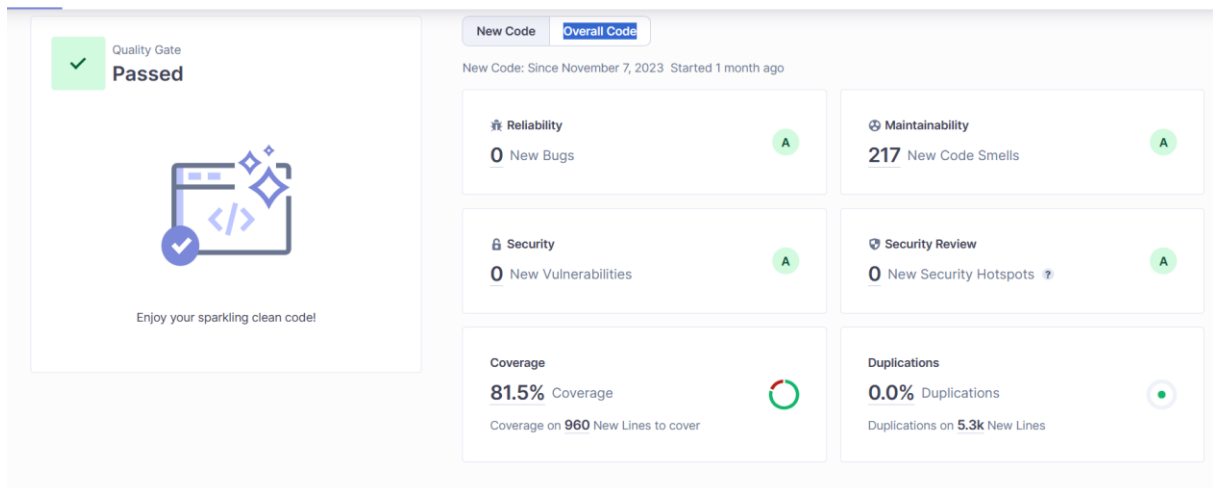 Quality Gate
Passed
</>
Enjoy your sparkling clean code!
New Code Overall Code
New Code: Since November 7, 2023 Started 1 month ago
Reliability
0 New Bugs
A
Maintainability
217 New Code Smells
A
Security
0 New Vulnerabilities
A
Security Review
0 New Security Hotspots ?
A
Coverage
81.5% Coverage
Coverage on 960 New Lines to cover
Duplications
0.0% Duplications
Duplications on 5.3k New Lines